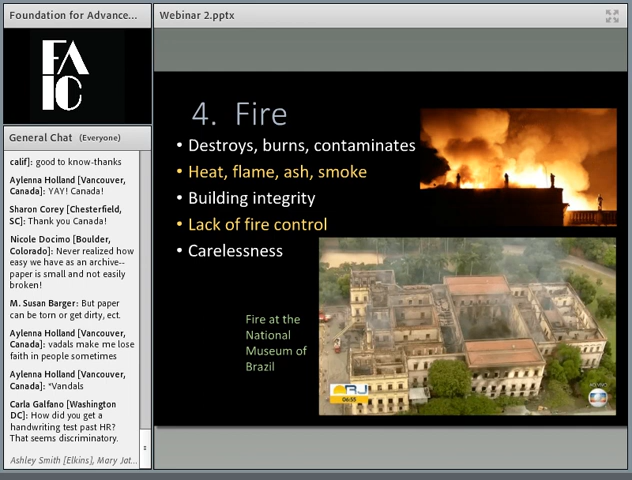 Foundation for Advance...
FA
IC
General Chat (Everyone)
calif]: good to know-thanks
Aylenna Holland [Vancouver,
Canada]: YAY! Canada!
Sharon Corey [Chesterfield,
SC]: Thank you Canada!
Nicole Docimo [Boulder,
Colorado]: Never realized how
easy we have as an archive--
paper is small and not easily
broken!
M. Susan Barger: But paper
can be torn or get dirty, ect.
Aylenna Holland [Vancouver,
Canada]: vadals make me lose
faith in people sometimes
Aylenna Holland [Vancouver,
Canada]: *Vandals
Carla Galfano [Washington
DC]: How did you get a
handwriting test past HR?
That seems discriminatory.
Ashley Smith [Elkins], Mary Jat...
Webinar 2.pptx
4. Fire
• Destroys, burns, contaminates
• Heat, flame, ash, smoke
• Building integrity
• Lack of fire control
• Carelessness
Fire at the
National
Museum of
Brazil
RJ